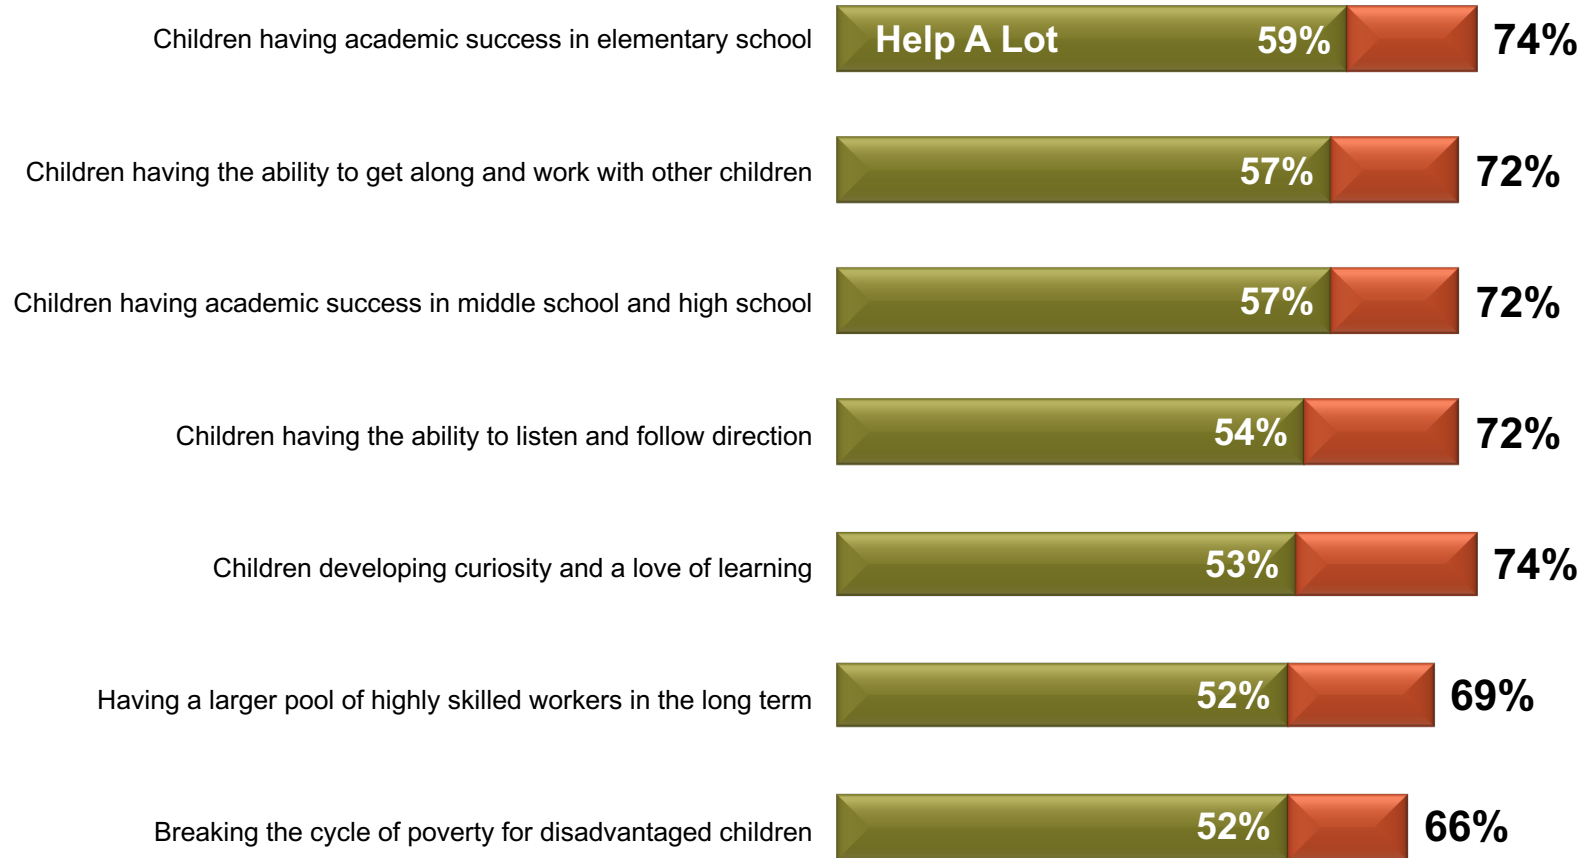 Children having academic success in elementary school Help A Lot 59% 74%
Children having the ability to get along and work with other children 57% 72%
Children having academic success in middle school and high school 57% 72%
Children having the ability to listen and follow direction 54% 72%
Children developing curiosity and a love of learning 53% 74%
Having a larger pool of highly skilled workers in the long term 52% 69%
Breaking the cycle of poverty for disadvantaged children 52% 66%